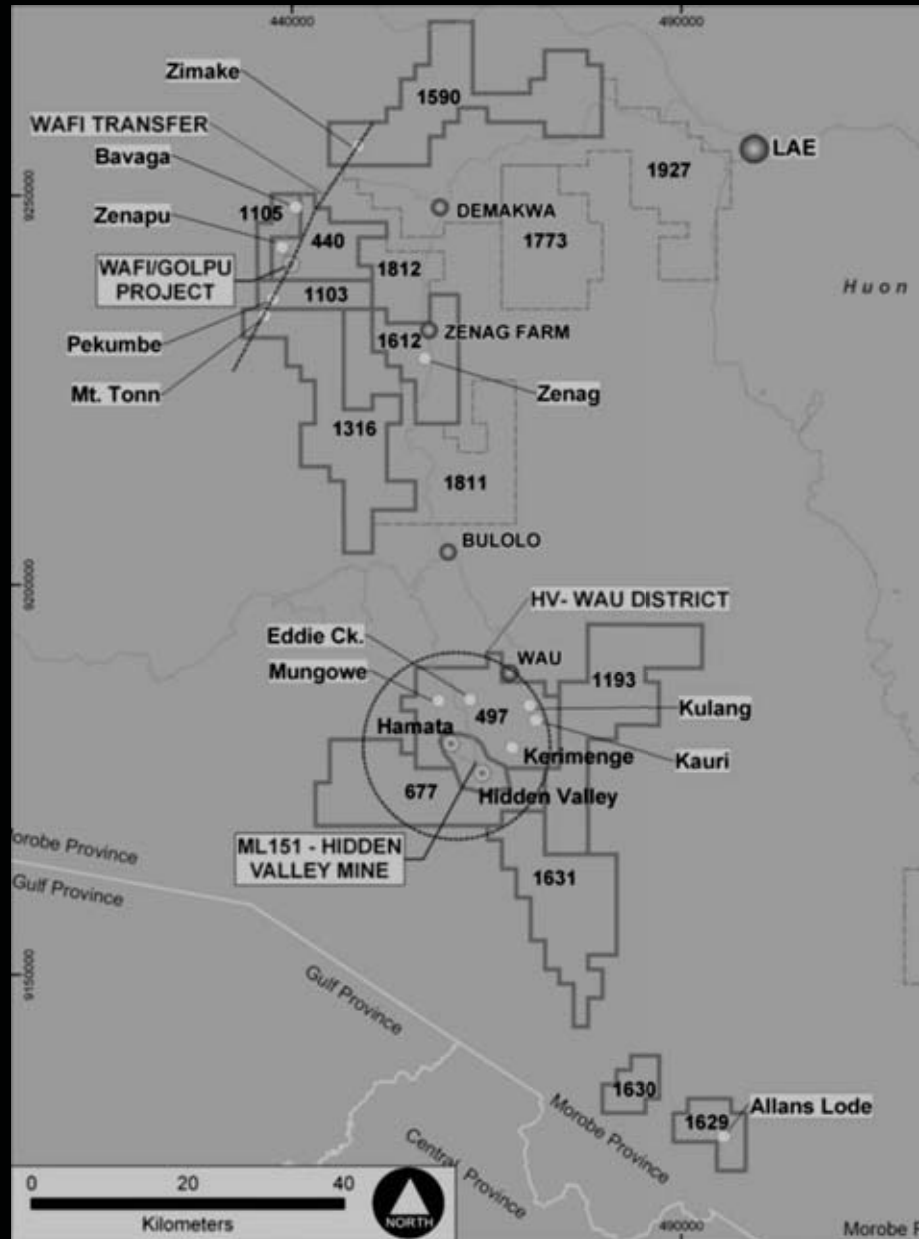 440000
490000
Zimake
1590
WAFI TRANSFER
LAE
Bavaga
1927
1105
DEMAKWA
Zenapu
440
1773
9250000
WAFI/GOLPU
PROJECT
1812
1103
Huon
Pekumbe
1612
ZENAG FARM
Mt. Tonn
Zenag
1316
1811
BULOLO
9200000
HV- WAU DISTRICT
Eddie Ck.
WAU
Mungowe
1193
497
Kulang
Hamata
Kerimenge
Kauri
677
Hidden Valley
ML151 - HIDDEN
VALLEY MINE
Morobe Province
Gulf Province
1631
9150000
Gulf Province
1630
Morobe Province
1629
Allans Lode
Central Province
0 20 40
Kilometers
NORTH
490000
Morobe P